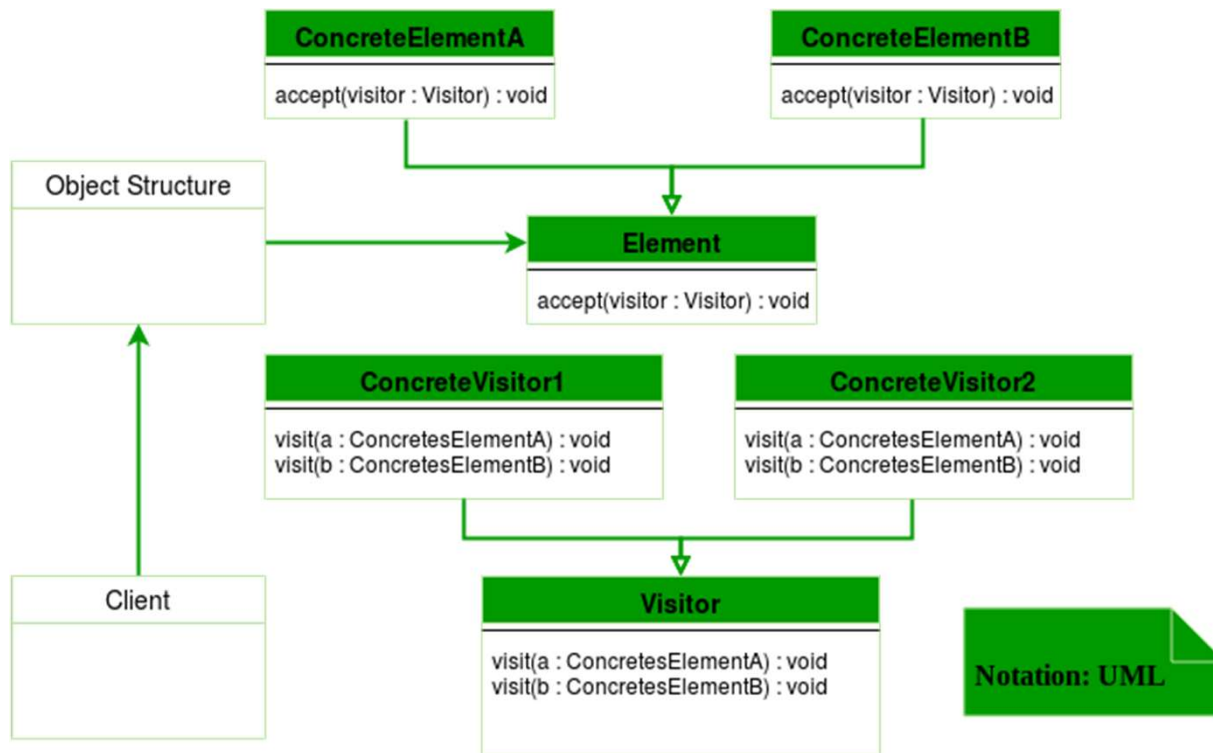 ConcreteElementA
accept(visitor : Visitor) : void
ConcreteElementB
accept(visitor : Visitor) : void
Object Structure
Element
accept(visitor : Visitor) : void
ConcreteVisitor1
visit(a : ConcretesElementA) : void
visit(b : ConcretesElementB) : void
ConcreteVisitor2
visit(a : ConcretesElementA) : void
visit(b : ConcretesElementB) : void
Client
Visitor
visit(a : ConcretesElementA) : void
visit(b : ConcretesElementB) : void
Notation: UML